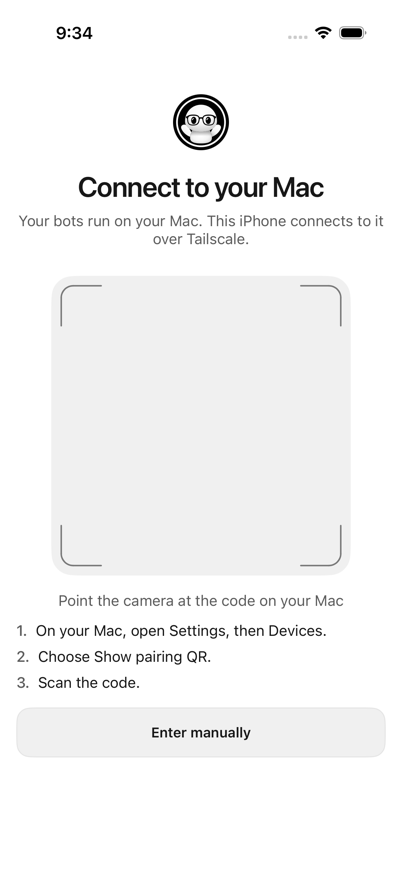 9:34
Connect to your Mac
Your bots run on your Mac. This iPhone connects to it
over Tailscale.
Point the camera at the code on your Mac
1. On your Mac, open Settings, then Devices.
2. Choose Show pairing QR.
3. Scan the code.
Enter manually